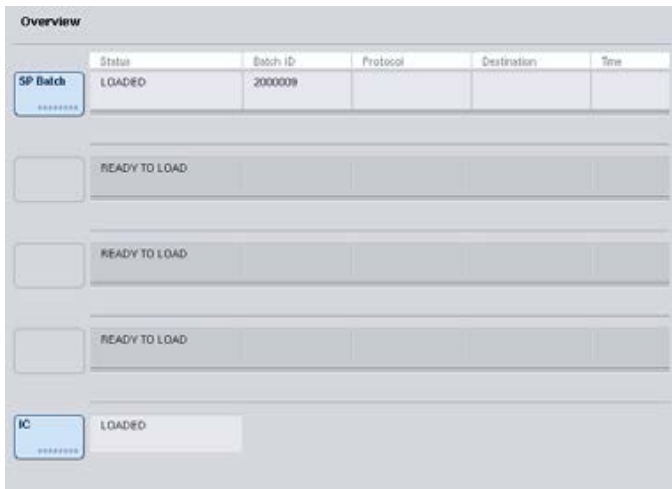 Overview
Status Batch ID Protocol Destination Time
SP Batch LOADED 2000009
READY TO LOAD
READY TO LOAD
READY TO LOAD
IC LOADED